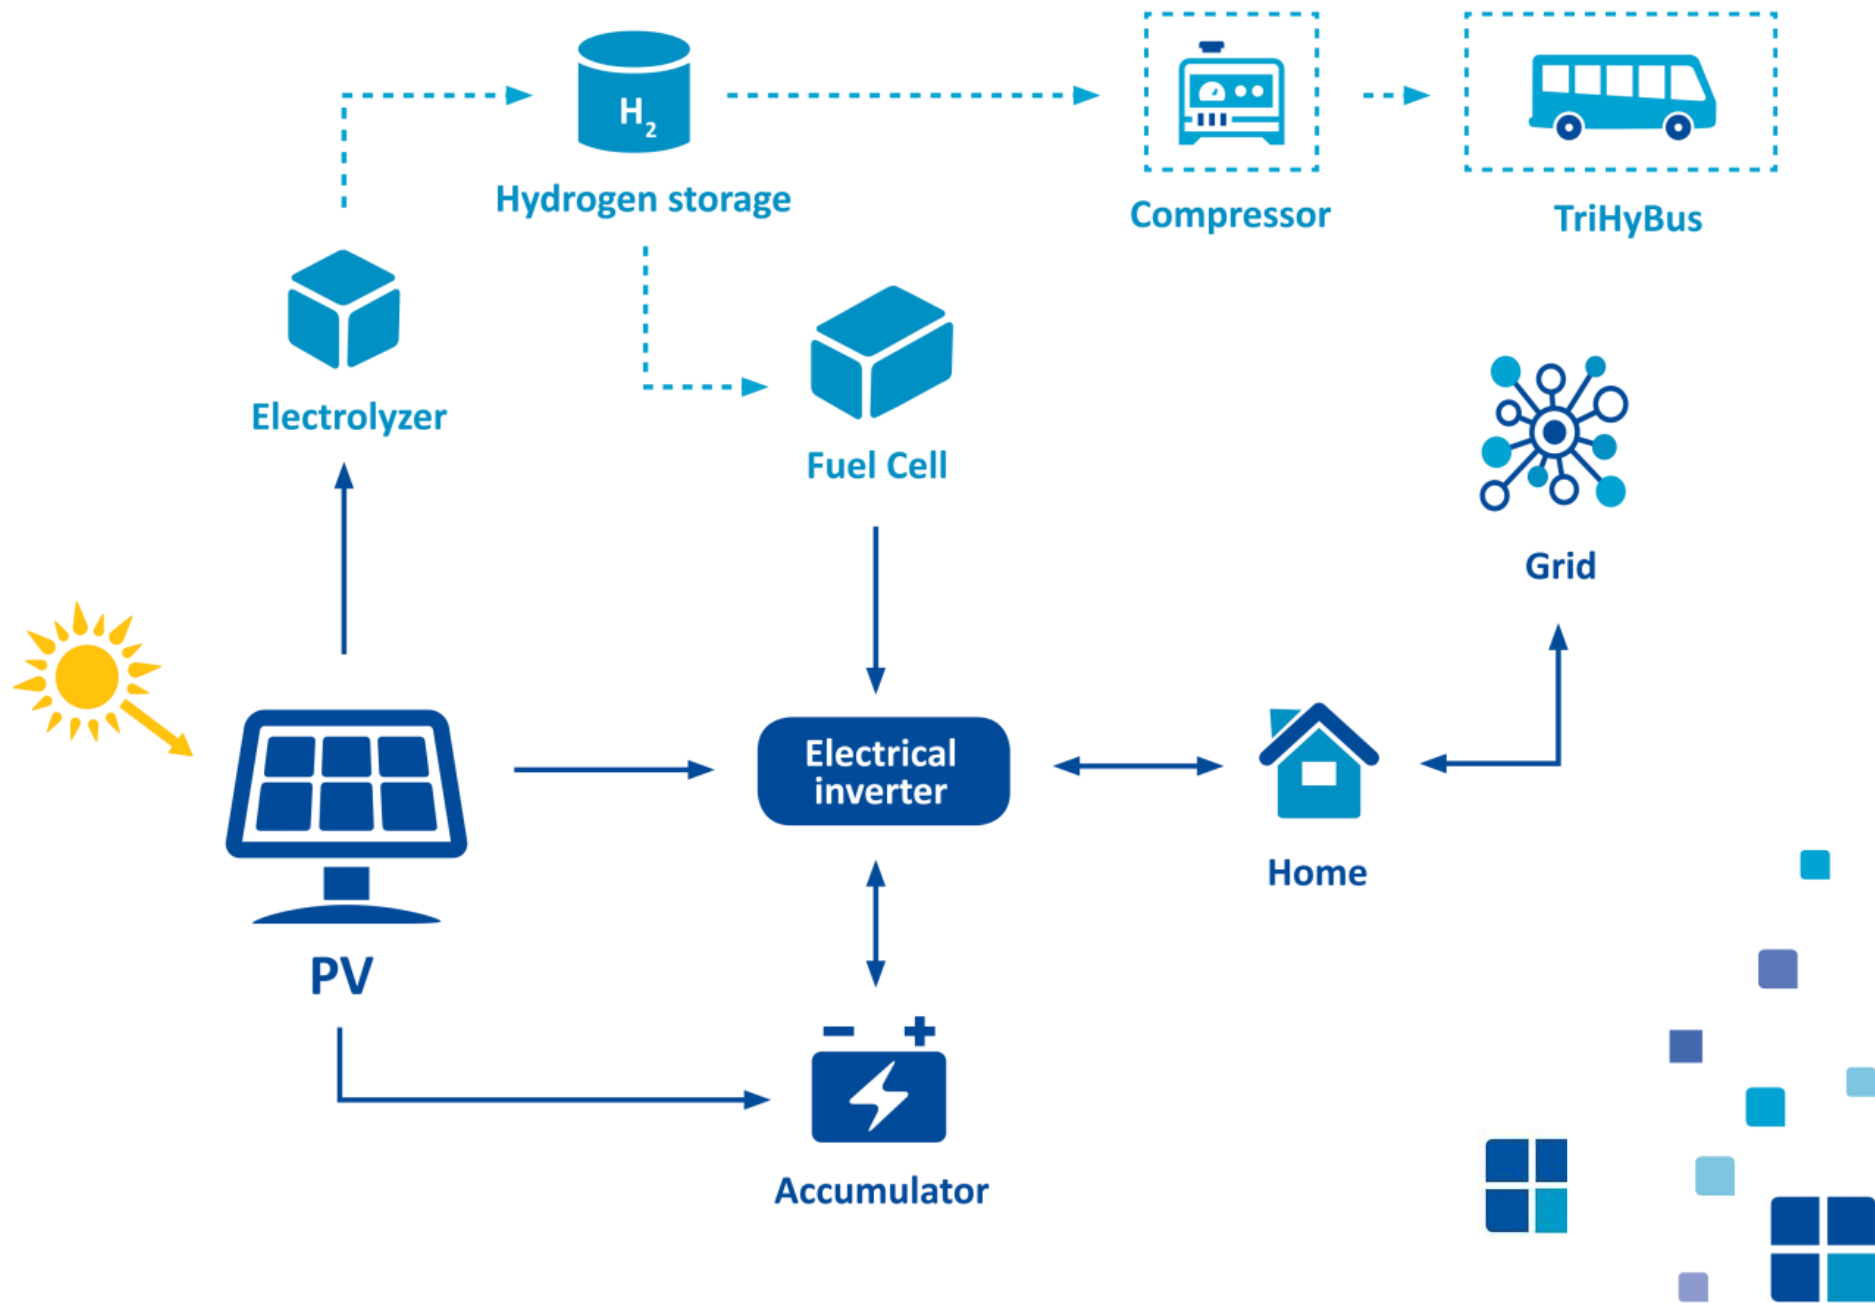 H2
Hydrogen storage
Compressor
TriHyBus
Electrolyzer
Fuel Cell
Grid
Electrical
inverter
Home
PV
Accumulator